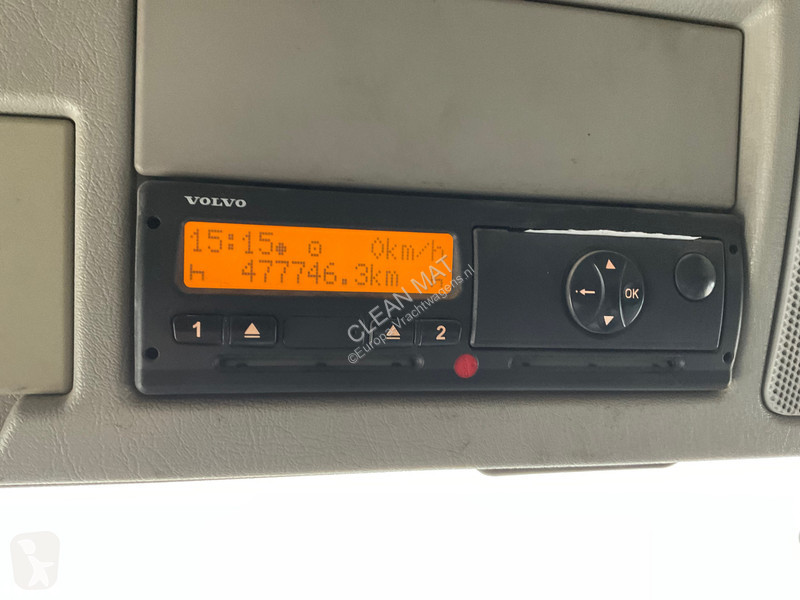 VOLVO
15:15 0km/h
477746.3km
1 2
OK
CLEAN MAT
©Europa-Vrachtwagens.nl